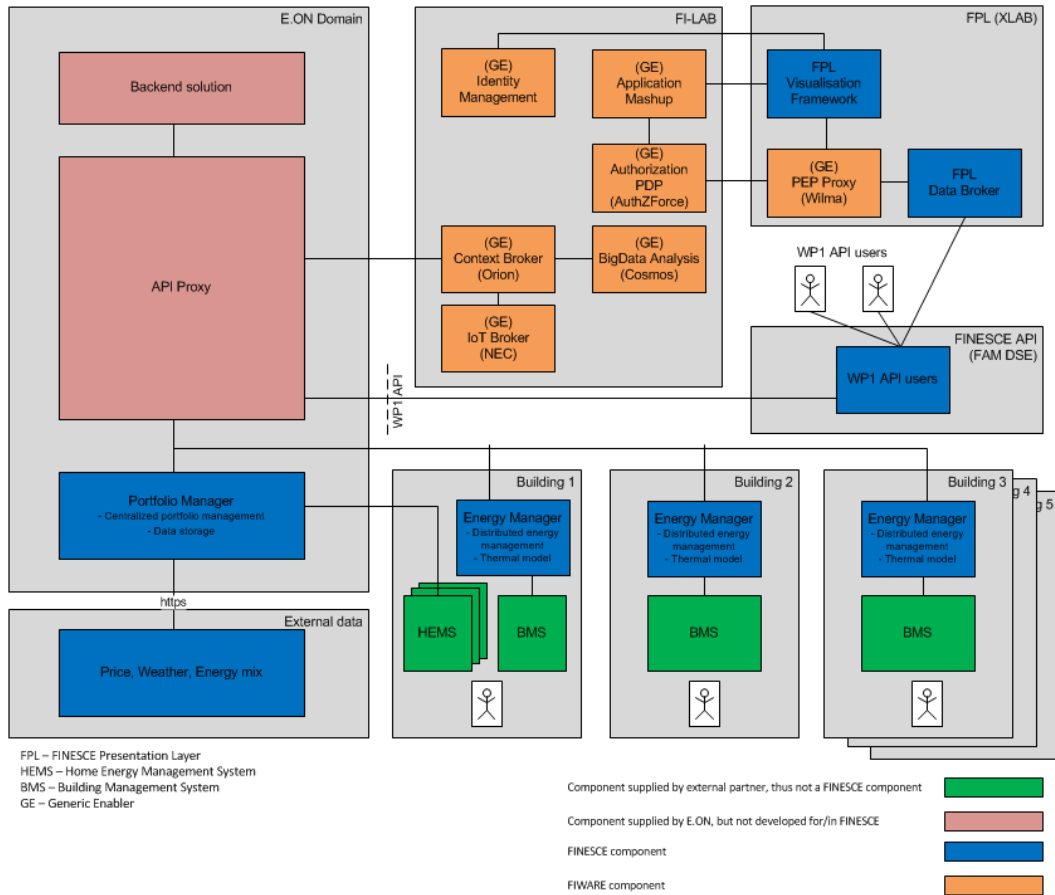 E.ON Domain
Backend solution
API Proxy
Portfolio Manager
- Centralized portfolio management
- Data storage
https
External data
Price, Weather, Energy mix
FI-LAB
(GE)
Identity
Management
(GE)
Application
Mashup
(GE)
Authorization
PDP
(AuthZForce)
(GE)
Context Broker
(Orion)
(GE)
BigData Analysis
(Cosmos)
(GE)
IoT Broker
(NEC)
WP1 API
FPL (XLAB)
FPL
Visualisation
Framework
(GE)
PEP Proxy
(Wilma)
FPL
Data Broker
WP1 API users
FINESCE API
(FAM DSE)
WP1 API users
Building 1
Energy Manager
- Distributed energy
management
- Thermal model
HEMS
BMS
Building 2
Energy Manager
- Distributed energy
management
- Thermal model
BMS
Building 3
Energy Manager
- Distributed energy
management
- Thermal model
BMS
g 4
g 5
FPL – FINESCE Presentation Layer
HEMS – Home Energy Management System
BMS – Building Management System
GE – Generic Enabler
Component supplied by external partner, thus not a FINESCE component
Component supplied by E.ON, but not developed for/in FINESCE
FINESCE component
FIWARE component